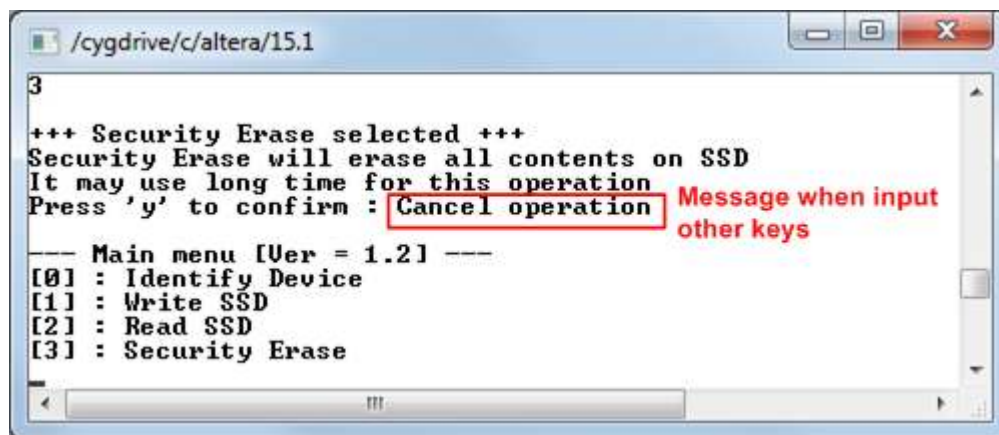 /cygdrive/c/altera/15.1
3
+++ Security Erase selected +++
Security Erase will erase all contents on SSD
It may use long time for this operation
Press 'y' to confirm : Cancel operation
Message when input
other keys
--- Main menu [Ver = 1.2] ---
[0] : Identify Device
[1] : Write SSD
[2] : Read SSD
[3] : Security Erase